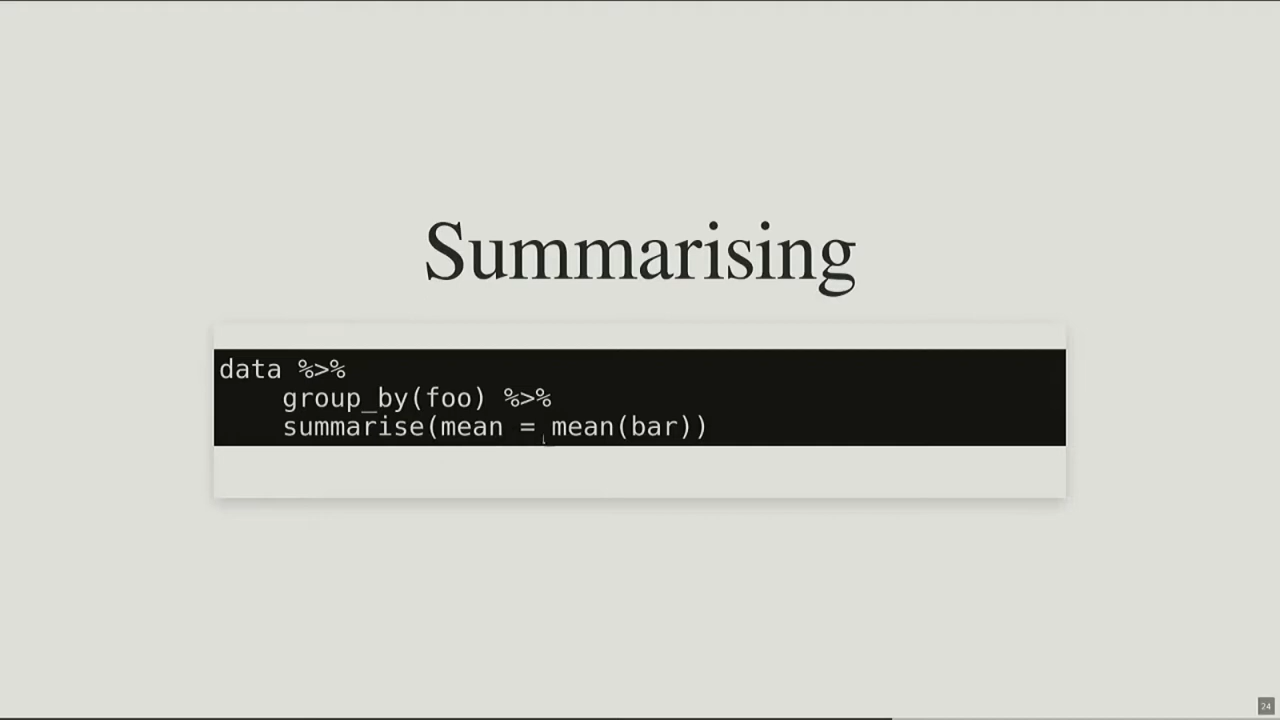 Summarising
data %>%
    group_by(foo) %>%
    summarise(mean = mean(bar))
24